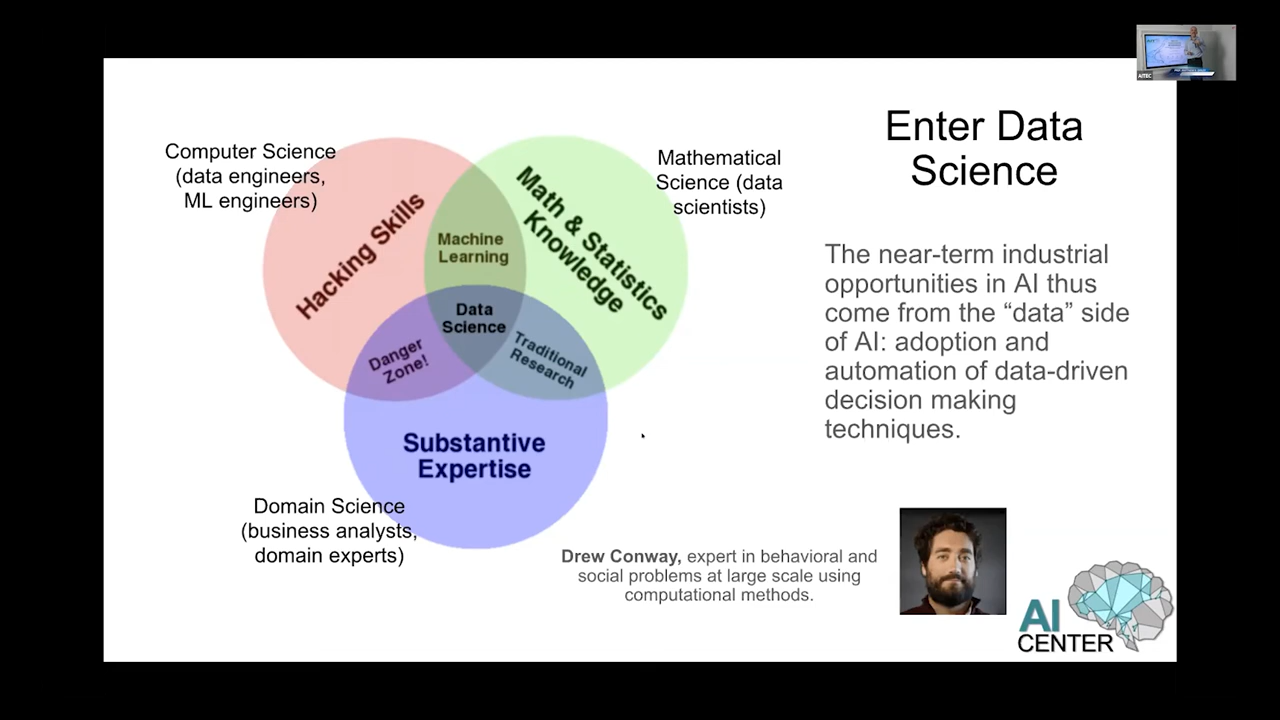 Enter Data
Science
Computer Science
(data engineers,
ML engineers)
Mathematical
Science (data
scientists)
Hacking Skills
Math & Statistics
Knowledge
Machine
Learning
Data
Science
Danger
Zone!
Traditional
Research
Substantive
Expertise
Domain Science
(business analysts,
domain experts)
The near-term industrial
opportunities in AI thus
come from the “data” side
of AI: adoption and
automation of data-driven
decision making
techniques.
Drew Conway, expert in behavioral and
social problems at large scale using
computational methods.
AI
CENTER
AITEC